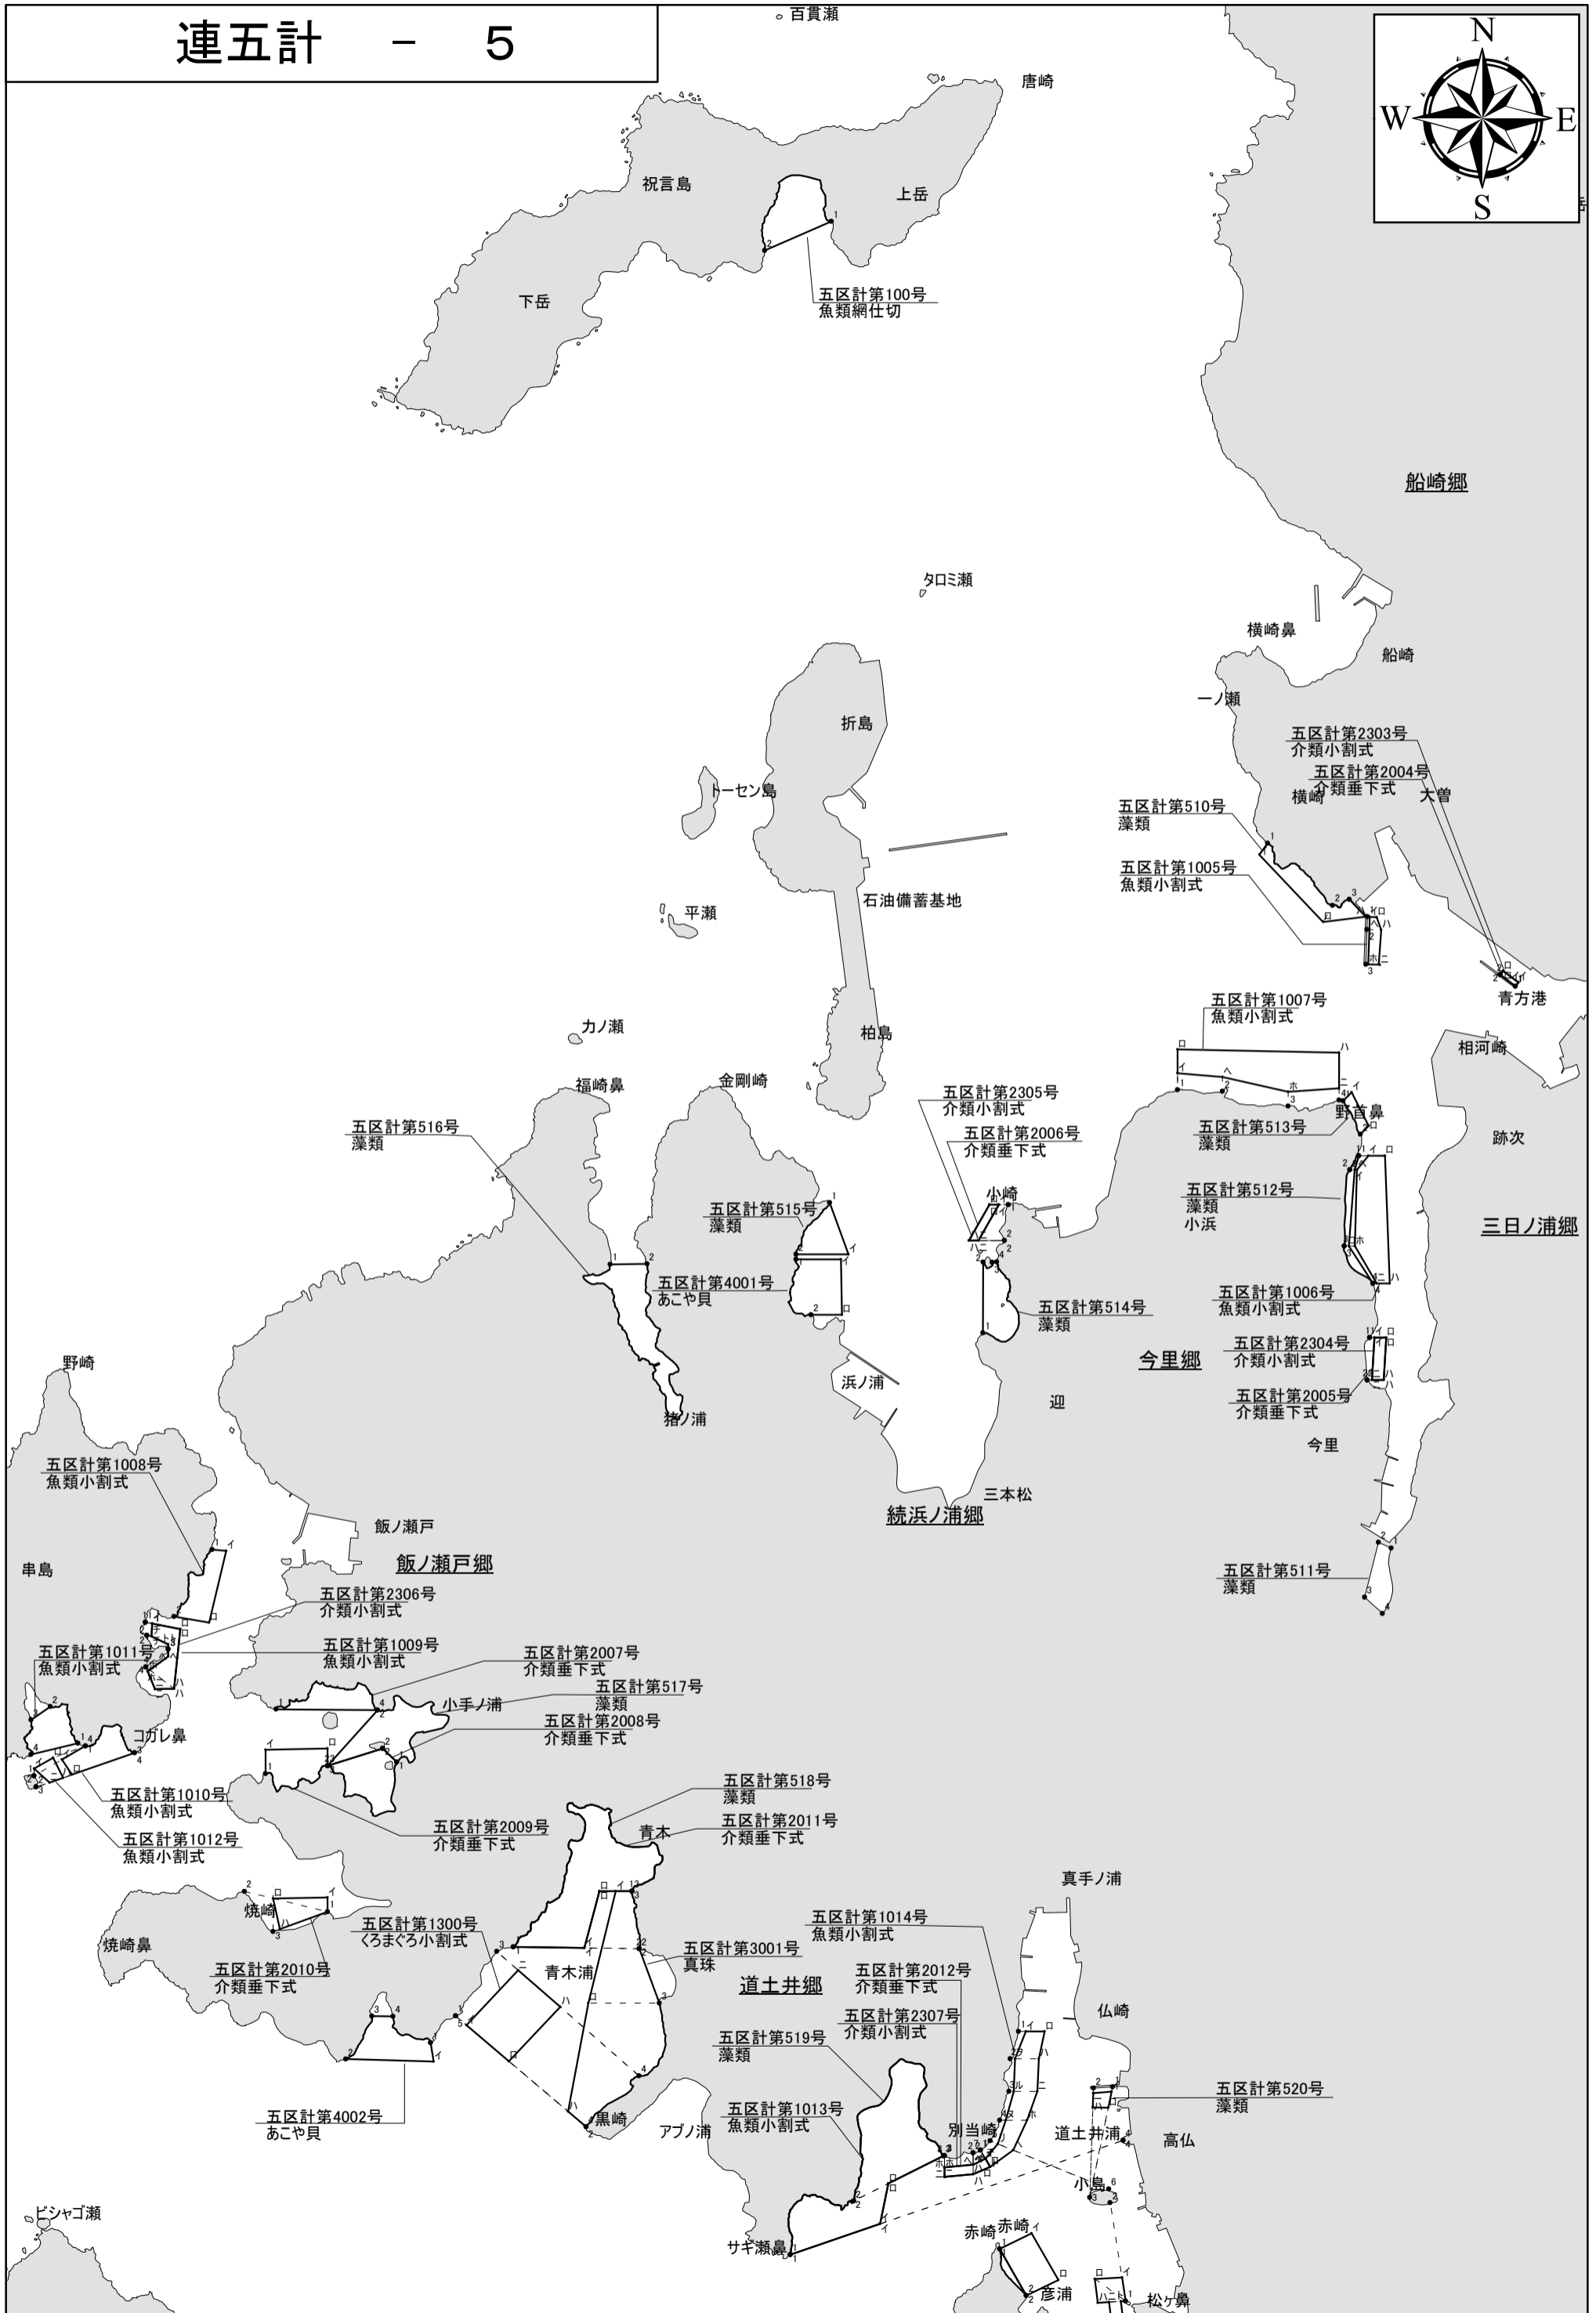 連五計 － ５
百貫瀬
唐崎
N
W
E
S
祝言島
上岳
下岳
五区計第100号
魚類網仕切
船崎郷
タロミ瀬
横崎鼻
船崎
一ノ瀬
折島
トーセン島
五区計第2303号
介類小割式
五区計第2004号
介類垂下式
横崎
大曽
五区計第510号
藻類
五区計第1005号
魚類小割式
石油備蓄基地
平瀬
青方港
五区計第1007号
魚類小割式
相河崎
力ノ瀬
柏島
福崎鼻
金剛崎
五区計第2305号
介類小割式
五区計第2006号
介類垂下式
野首鼻
五区計第513号
藻類
跡次
五区計第516号
藻類
小崎
五区計第512号
藻類
小浜
三日ノ浦郷
五区計第515号
藻類
五区計第4001号
あこや貝
五区計第514号
藻類
五区計第1006号
魚類小割式
五区計第2304号
介類小割式
今里郷
五区計第2005号
介類垂下式
野崎
浜ノ浦
猪ノ浦
迎
今里
五区計第1008号
魚類小割式
三本松
続浜ノ浦郷
飯ノ瀬戸
飯ノ瀬戸郷
串島
五区計第511号
藻類
五区計第2306号
介類小割式
五区計第1011号
魚類小割式
五区計第1009号
魚類小割式
五区計第2007号
介類垂下式
五区計第517号
藻類
小手ノ浦
五区計第2008号
介類垂下式
コガレ鼻
五区計第1010号
魚類小割式
五区計第1012号
魚類小割式
五区計第2009号
介類垂下式
五区計第518号
藻類
五区計第2011号
介類垂下式
青木
真手ノ浦
焼崎
焼崎鼻
五区計第1300号
くろまぐろ小割式
五区計第1014号
魚類小割式
五区計第3001号
真珠
青木浦
五区計第2010号
介類垂下式
道土井郷
五区計第2012号
介類垂下式
五区計第2307号
介類小割式
仏崎
五区計第519号
藻類
五区計第520号
藻類
五区計第4002号
あこや貝
黒崎
アブノ浦
五区計第1013号
魚類小割式
別当崎
道土井浦
高仏
小島
ビシャゴ瀬
サギ瀬鼻
赤崎
赤崎
彦浦
松ヶ鼻